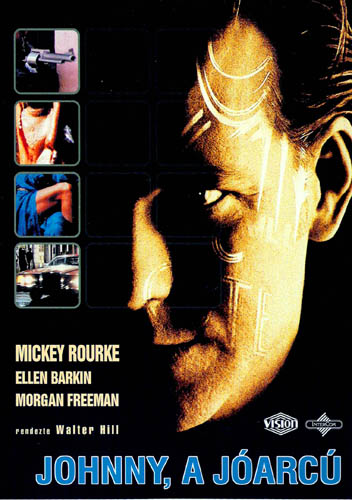 MICKEY ROURKE
ELLEN BARKIN
MORGAN FREEMAN
rendezte Walter Hill
VISION
INTERCOM
JOHNNY, A JÓARCÚ